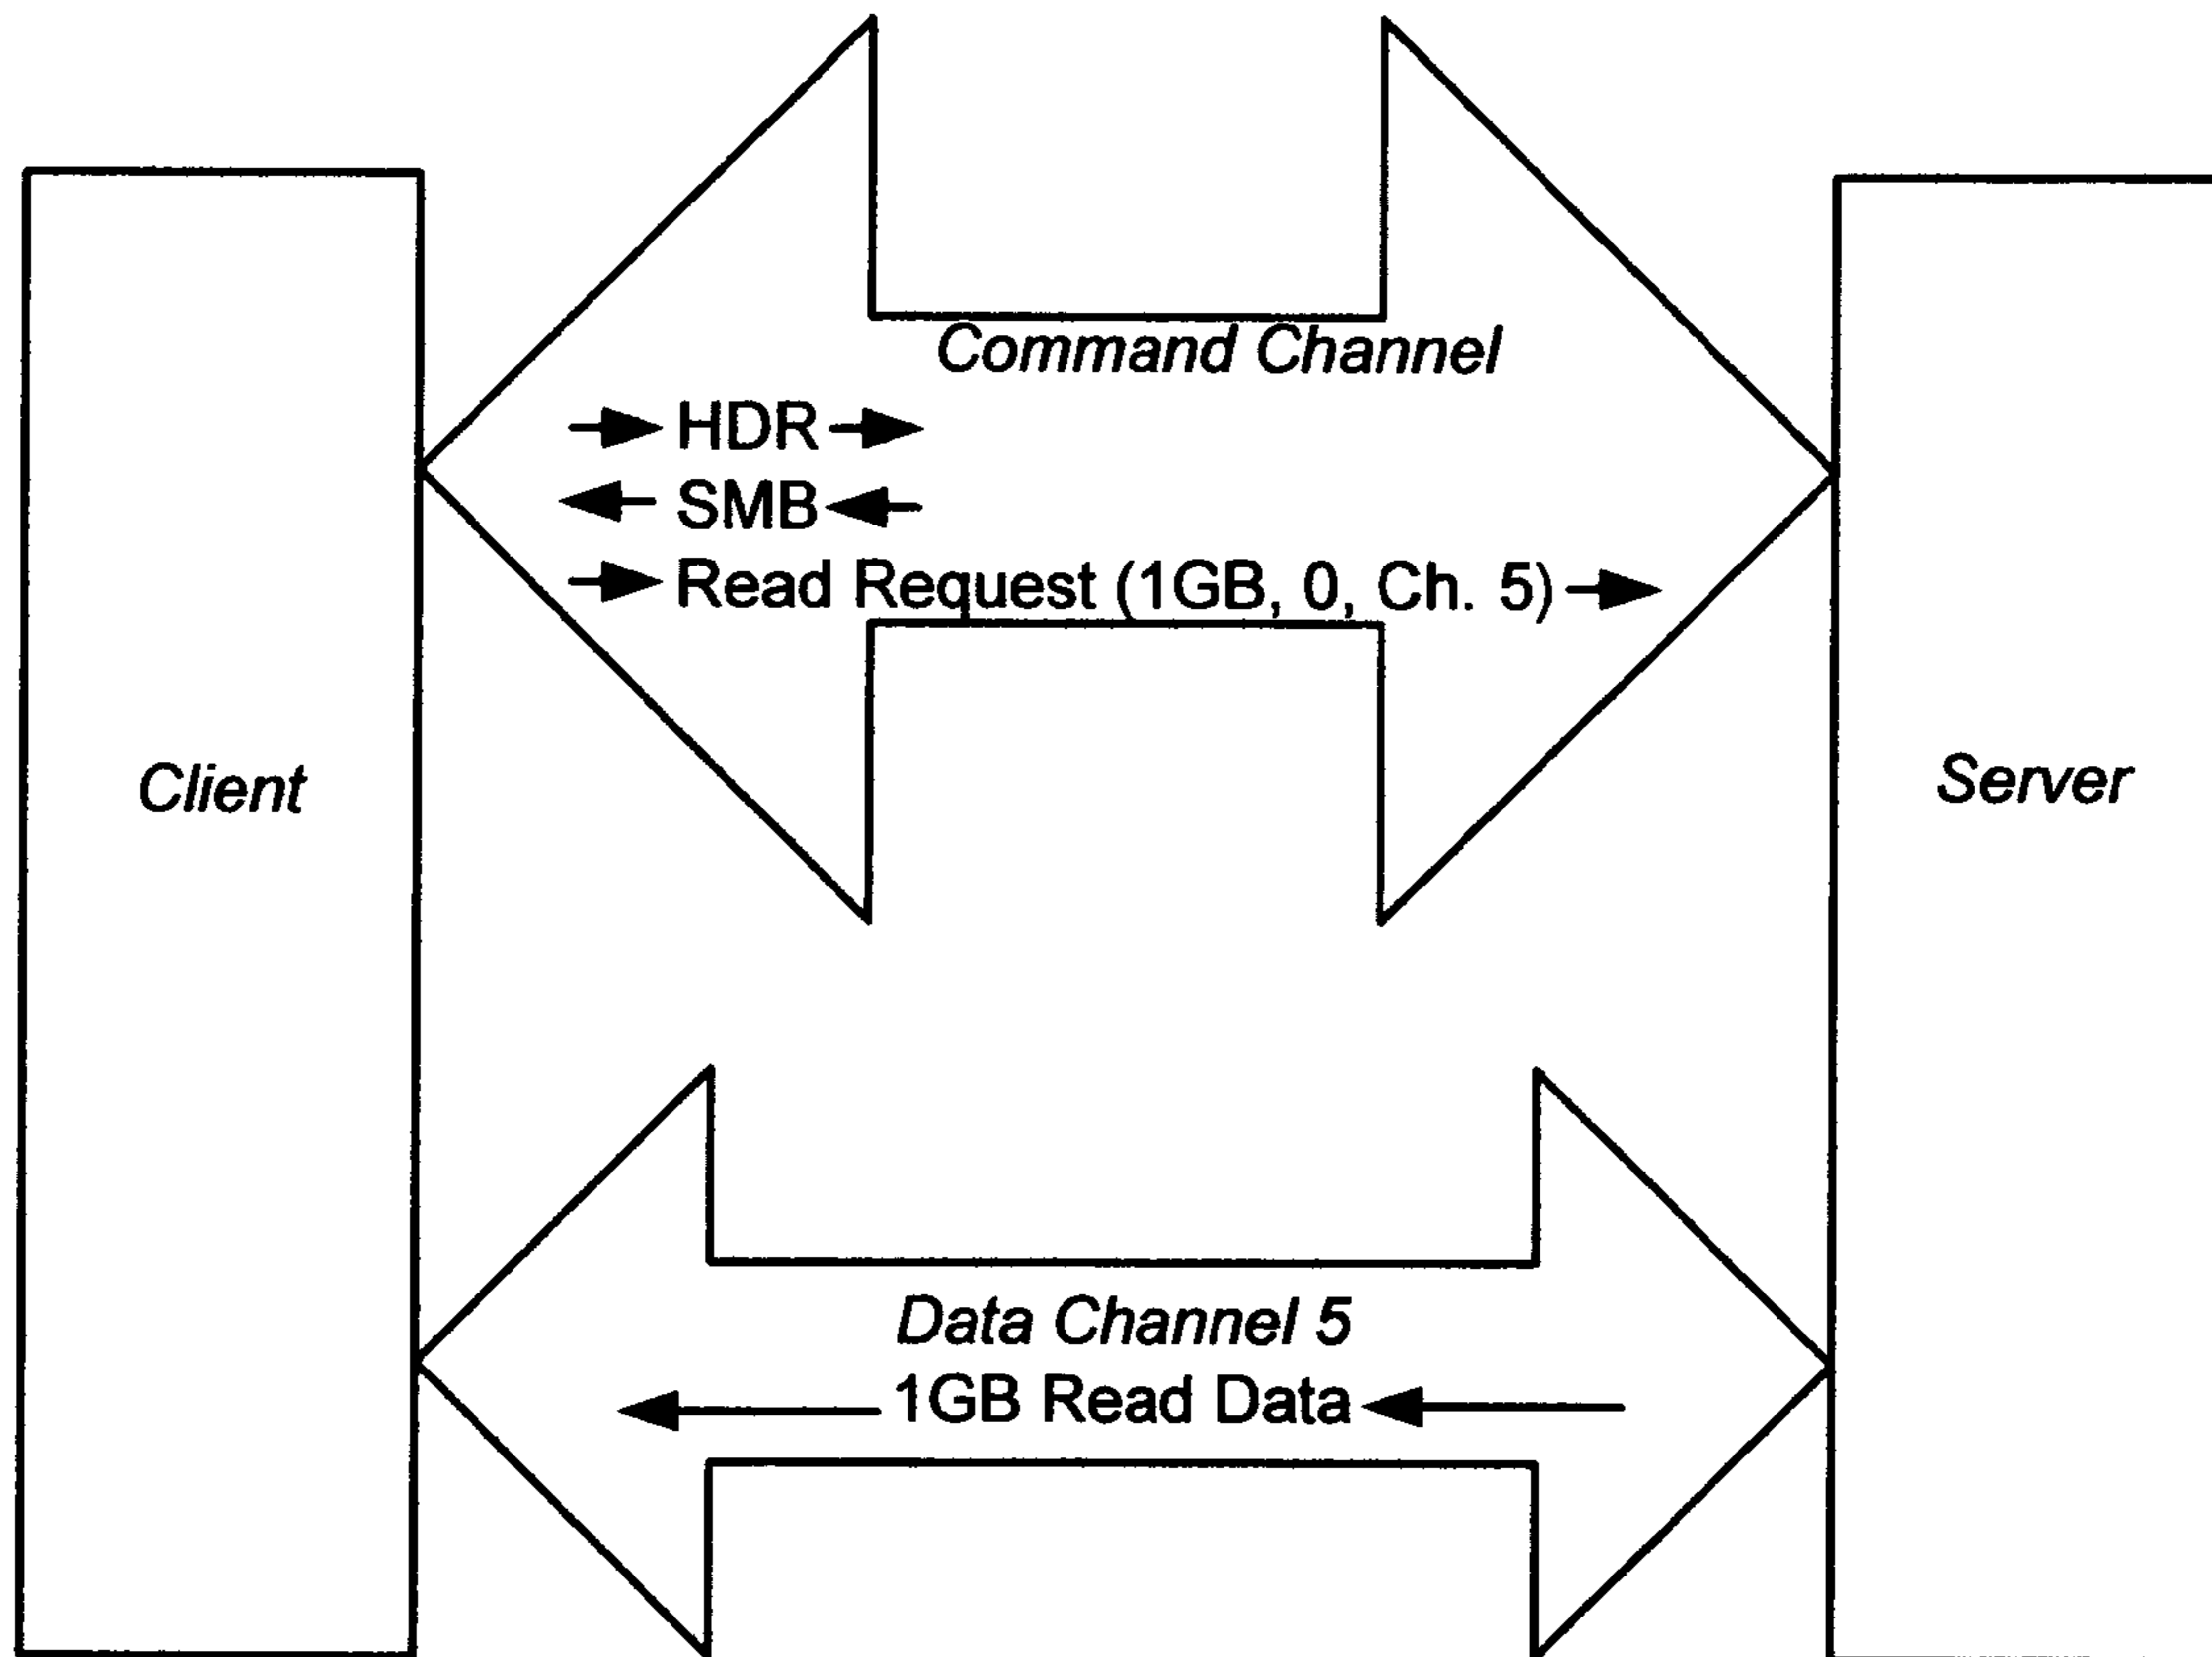 Command Channel
HDR
SMB
Read Request (1GB, 0, Ch. 5)
Client
Server
Data Channel 5
1GB Read Data